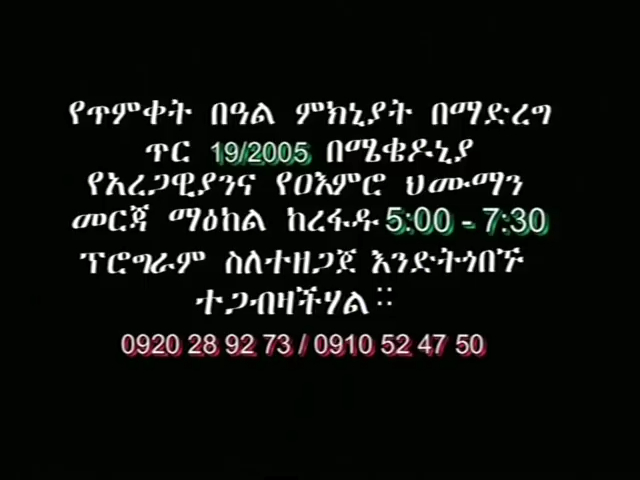 የጥምቀት በዓል ምክኒያት በማድረግ
ጥር 19/2005 በሜቄዶኒያ
የአረጋዊያንና የዐእምሮ ህሙማን
መርጃ ማዕከል ከረፋዱ 5:00 - 7:30
ፕሮግራም ስለተዘጋጀ እንድትጎበኙ
ተጋብዛችሃል ::
0920 28 92 73 / 0910 52 47 50